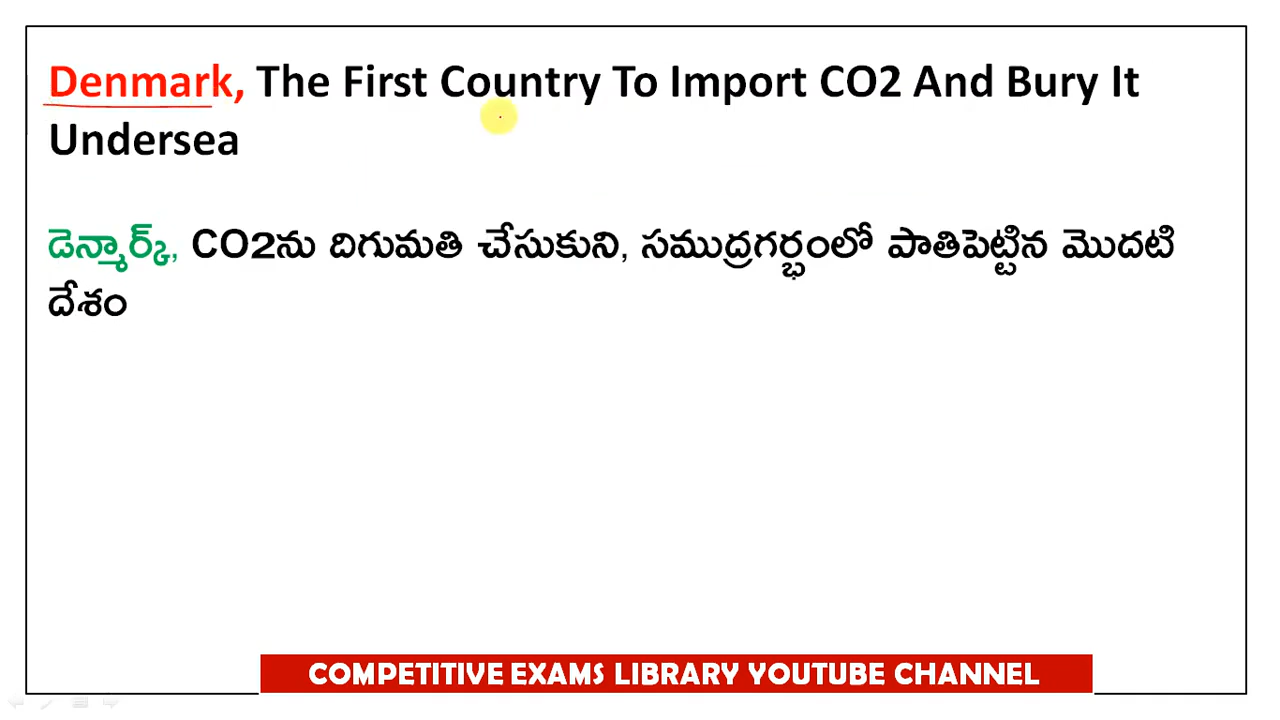 Denmark, The First Country To Import CO2 And Bury It
Undersea
డెన్మార్క్, CO2ను దిగుమతి చేసుకుని, సముద్రగర్భంలో పాతిపెట్టిన మొదటి
దేశం
COMPETITIVE EXAMS LIBRARY YOUTUBE CHANNEL